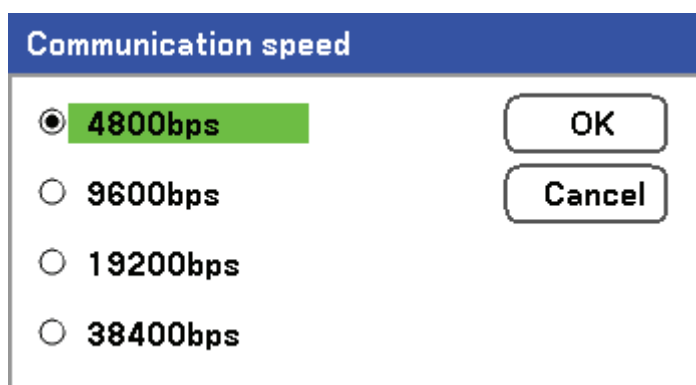 Communication speed
4800bps
OK
9600bps
Cancel
19200bps
38400bps